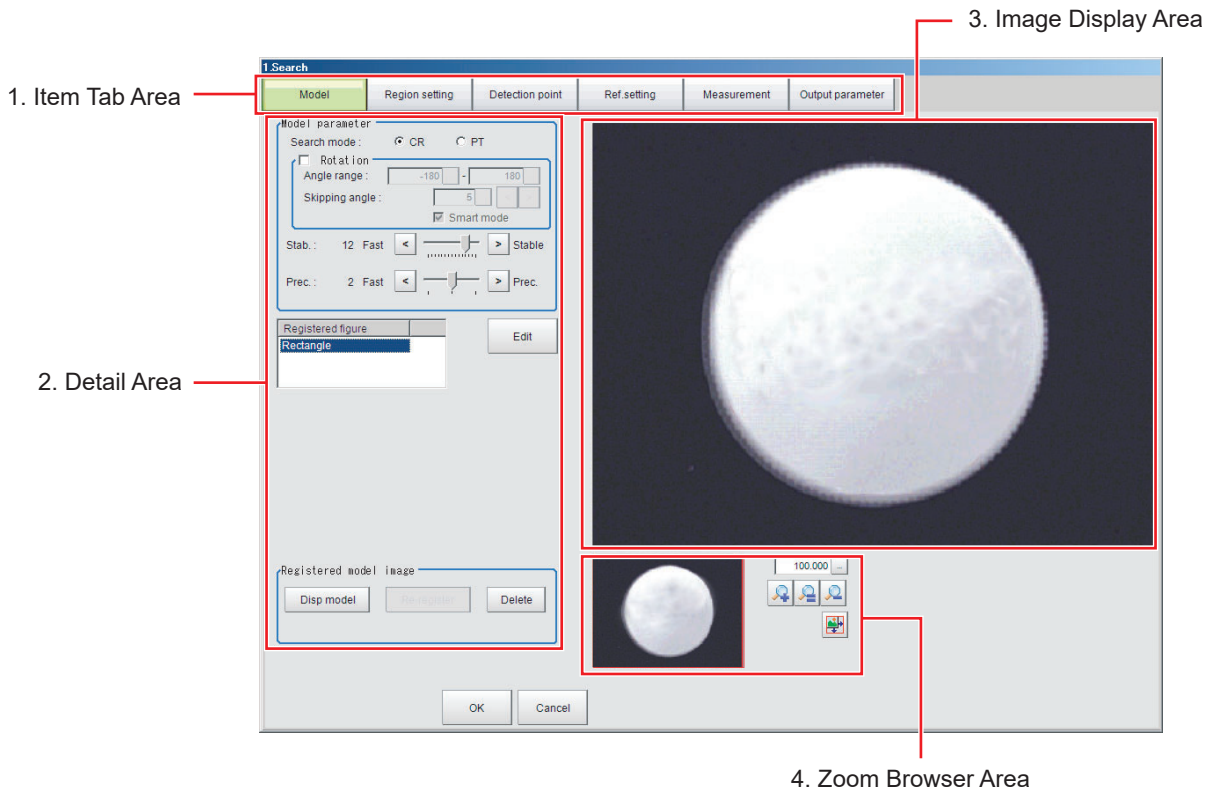 3. Image Display Area
1.Search
1. Item Tab Area
Model Region setting Detection point Ref.setting Measurement Output parameter
Model parameter
Search mode : CR PT
Rotation
Angle range : -180 - 180
Skipping angle : 5
Smart mode
Stab. : 12 Fast < > Stable
Prec. : 2 Fast < > Prec.
Registered figure
Rectangle
Edit
2. Detail Area
100.000 ...
Registered model image
Disp model Re-register Delete
OK Cancel
4. Zoom Browser Area